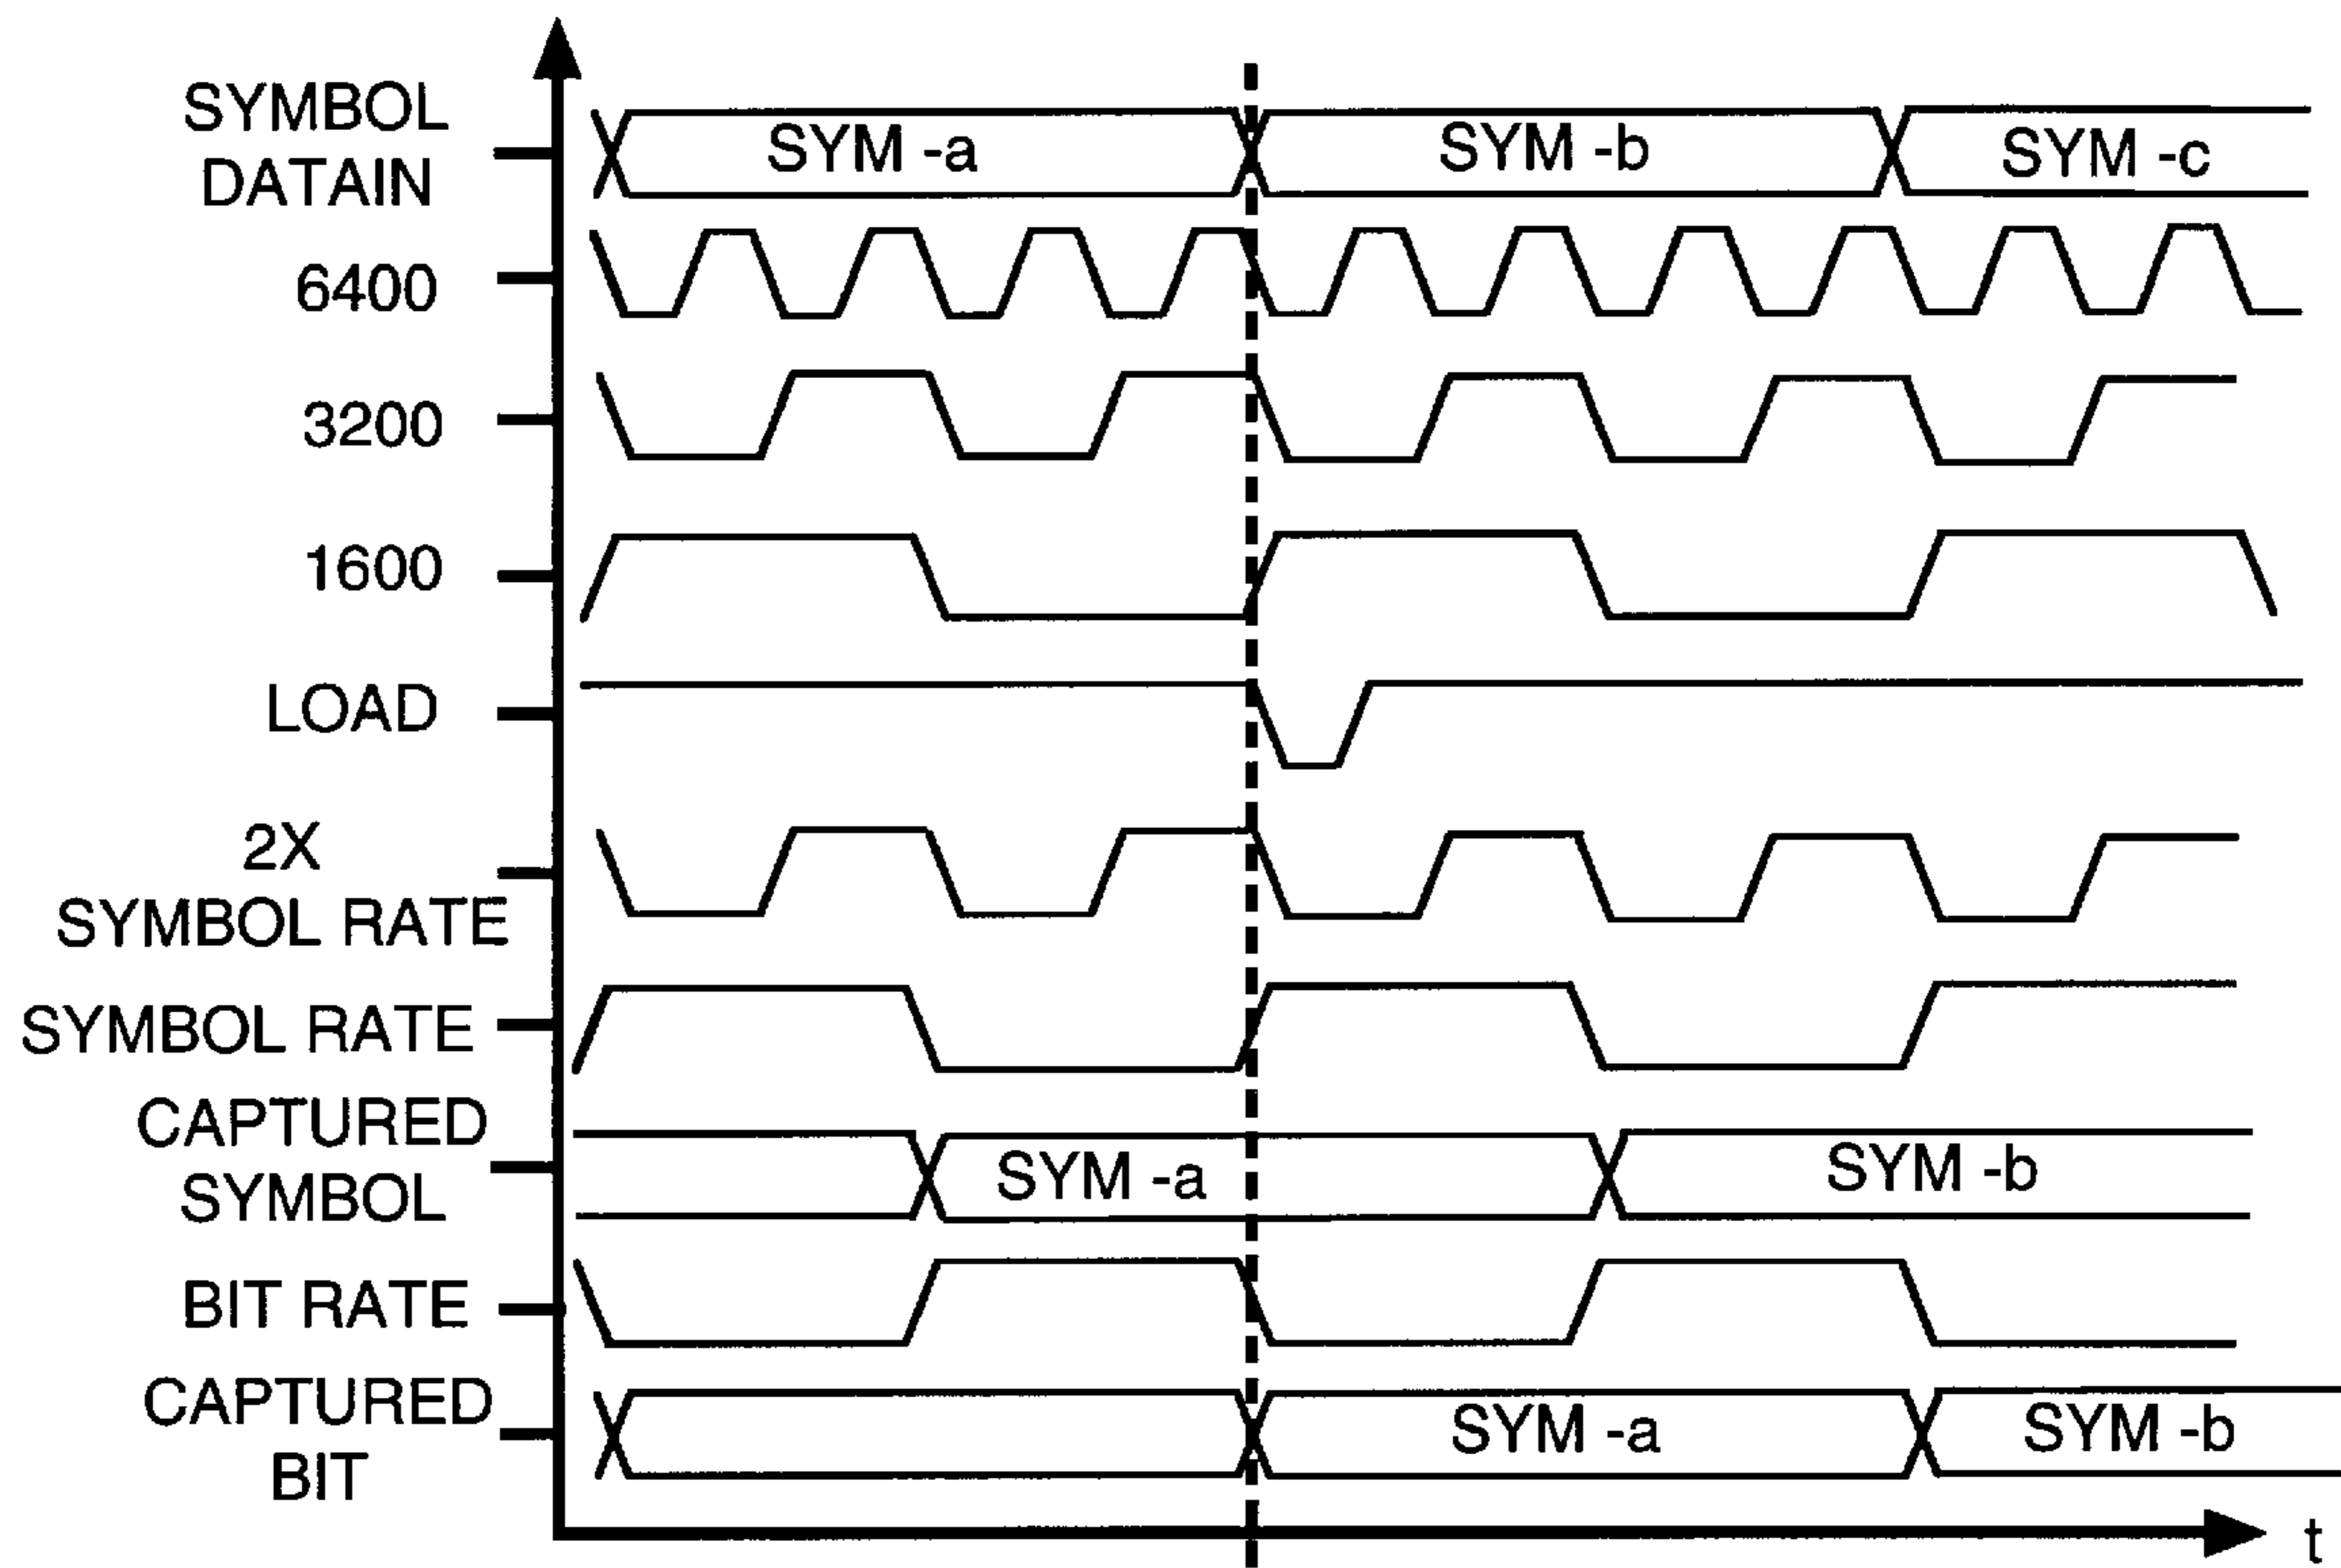 SYMBOL
DATAIN
SYM -a
SYM -b
SYM -c
6400
3200
1600
LOAD
2X
SYMBOL RATE
SYMBOL RATE
CAPTURED
SYMBOL
SYM -a
SYM -b
BIT RATE
CAPTURED
BIT
SYM -a
SYM -b
t